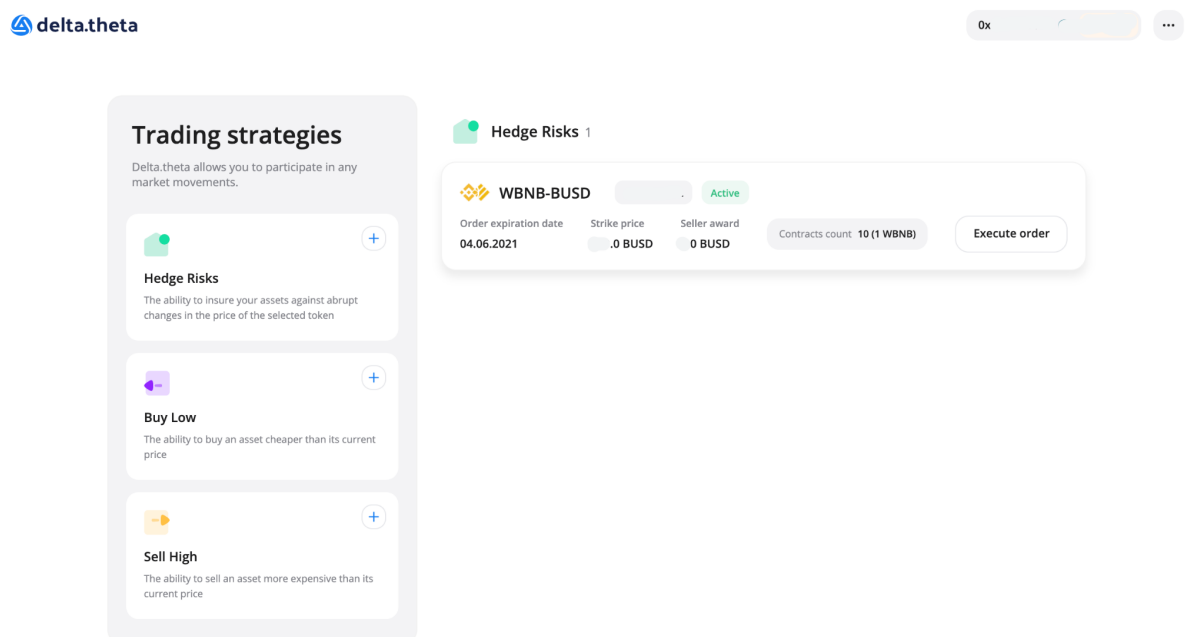 delta.theta
0x
Trading strategies
Delta.theta allows you to participate in any
market movements.
Hedge Risks
The ability to insure your assets against abrupt
changes in the price of the selected token
Buy Low
The ability to buy an asset cheaper than its current
price
Sell High
The ability to sell an asset more expensive than its
current price
Hedge Risks 1
WBNB-BUSD
Active
Order expiration date
04.06.2021
Strike price
.0 BUSD
Seller award
0 BUSD
Contracts count 10 (1 WBNB)
Execute order